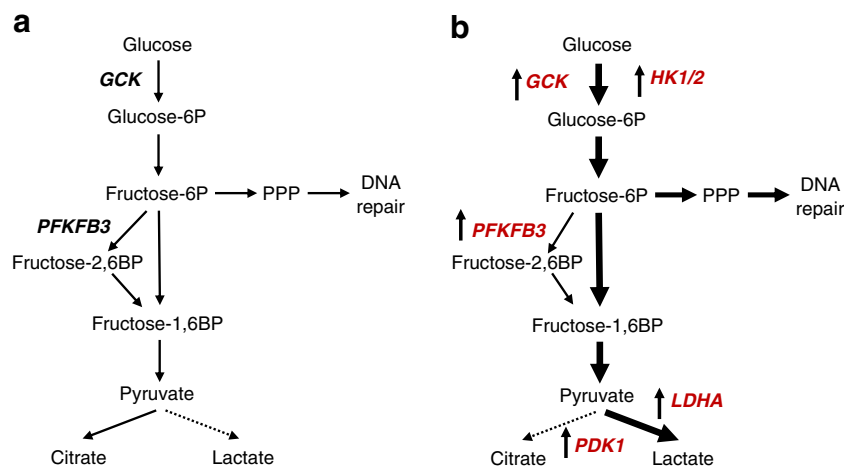 a
Glucose
GCK
Glucose-6P
Fructose-6P
PPP
DNA
repair
PFKFB3
Fructose-2,6BP
Fructose-1,6BP
Pyruvate
Citrate
Lactate
b
Glucose
GCK
HK1/2
Glucose-6P
Fructose-6P
PPP
DNA
repair
PFKFB3
Fructose-2,6BP
Fructose-1,6BP
Pyruvate
LDHA
PDK1
Citrate
Lactate